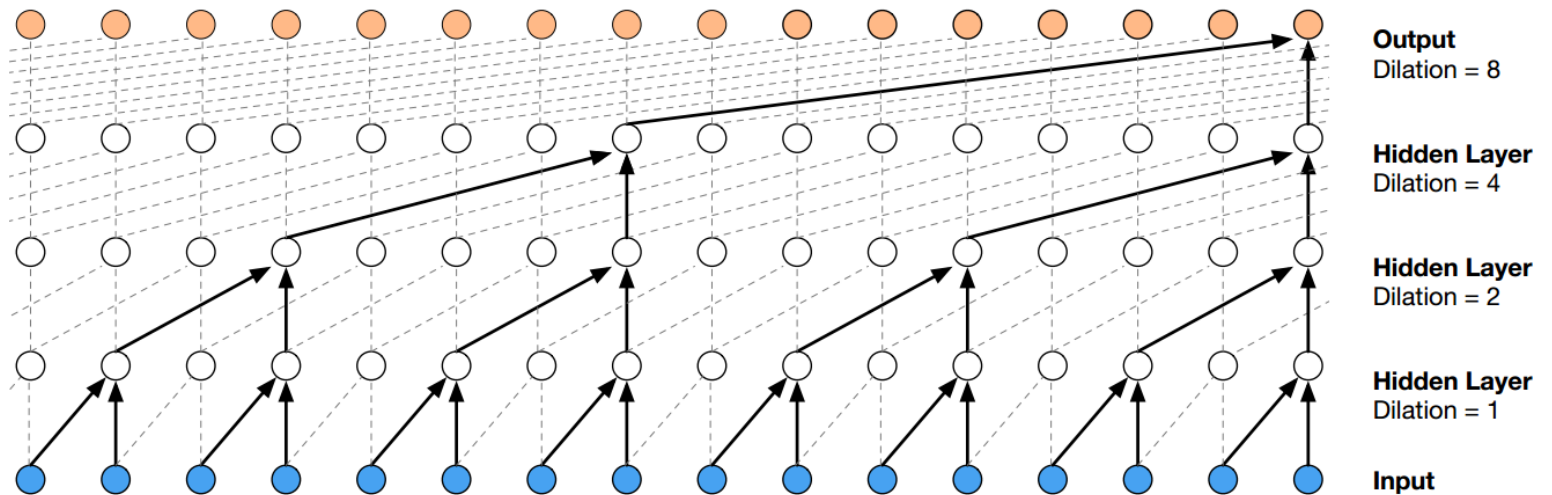 Output
Dilation = 8
Hidden Layer
Dilation = 4
Hidden Layer
Dilation = 2
Hidden Layer
Dilation = 1
Input